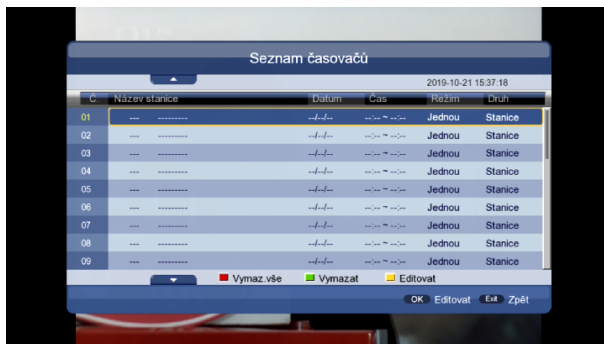 Seznam časovačů
2019-10-21 15:37:18
Č. Název stanice Datum Čas Režim Druh
01 --- --------- --/--/-- --:-- ~ --:-- Jednou Stanice
02 --- --------- --/--/-- --:-- ~ --:-- Jednou Stanice
03 --- --------- --/--/-- --:-- ~ --:-- Jednou Stanice
04 --- --------- --/--/-- --:-- ~ --:-- Jednou Stanice
05 --- --------- --/--/-- --:-- ~ --:-- Jednou Stanice
06 --- --------- --/--/-- --:-- ~ --:-- Jednou Stanice
07 --- --------- --/--/-- --:-- ~ --:-- Jednou Stanice
08 --- --------- --/--/-- --:-- ~ --:-- Jednou Stanice
09 --- --------- --/--/-- --:-- ~ --:-- Jednou Stanice
Vymaz.vše Vymazat Editovat
OK Editovat Exit Zpět